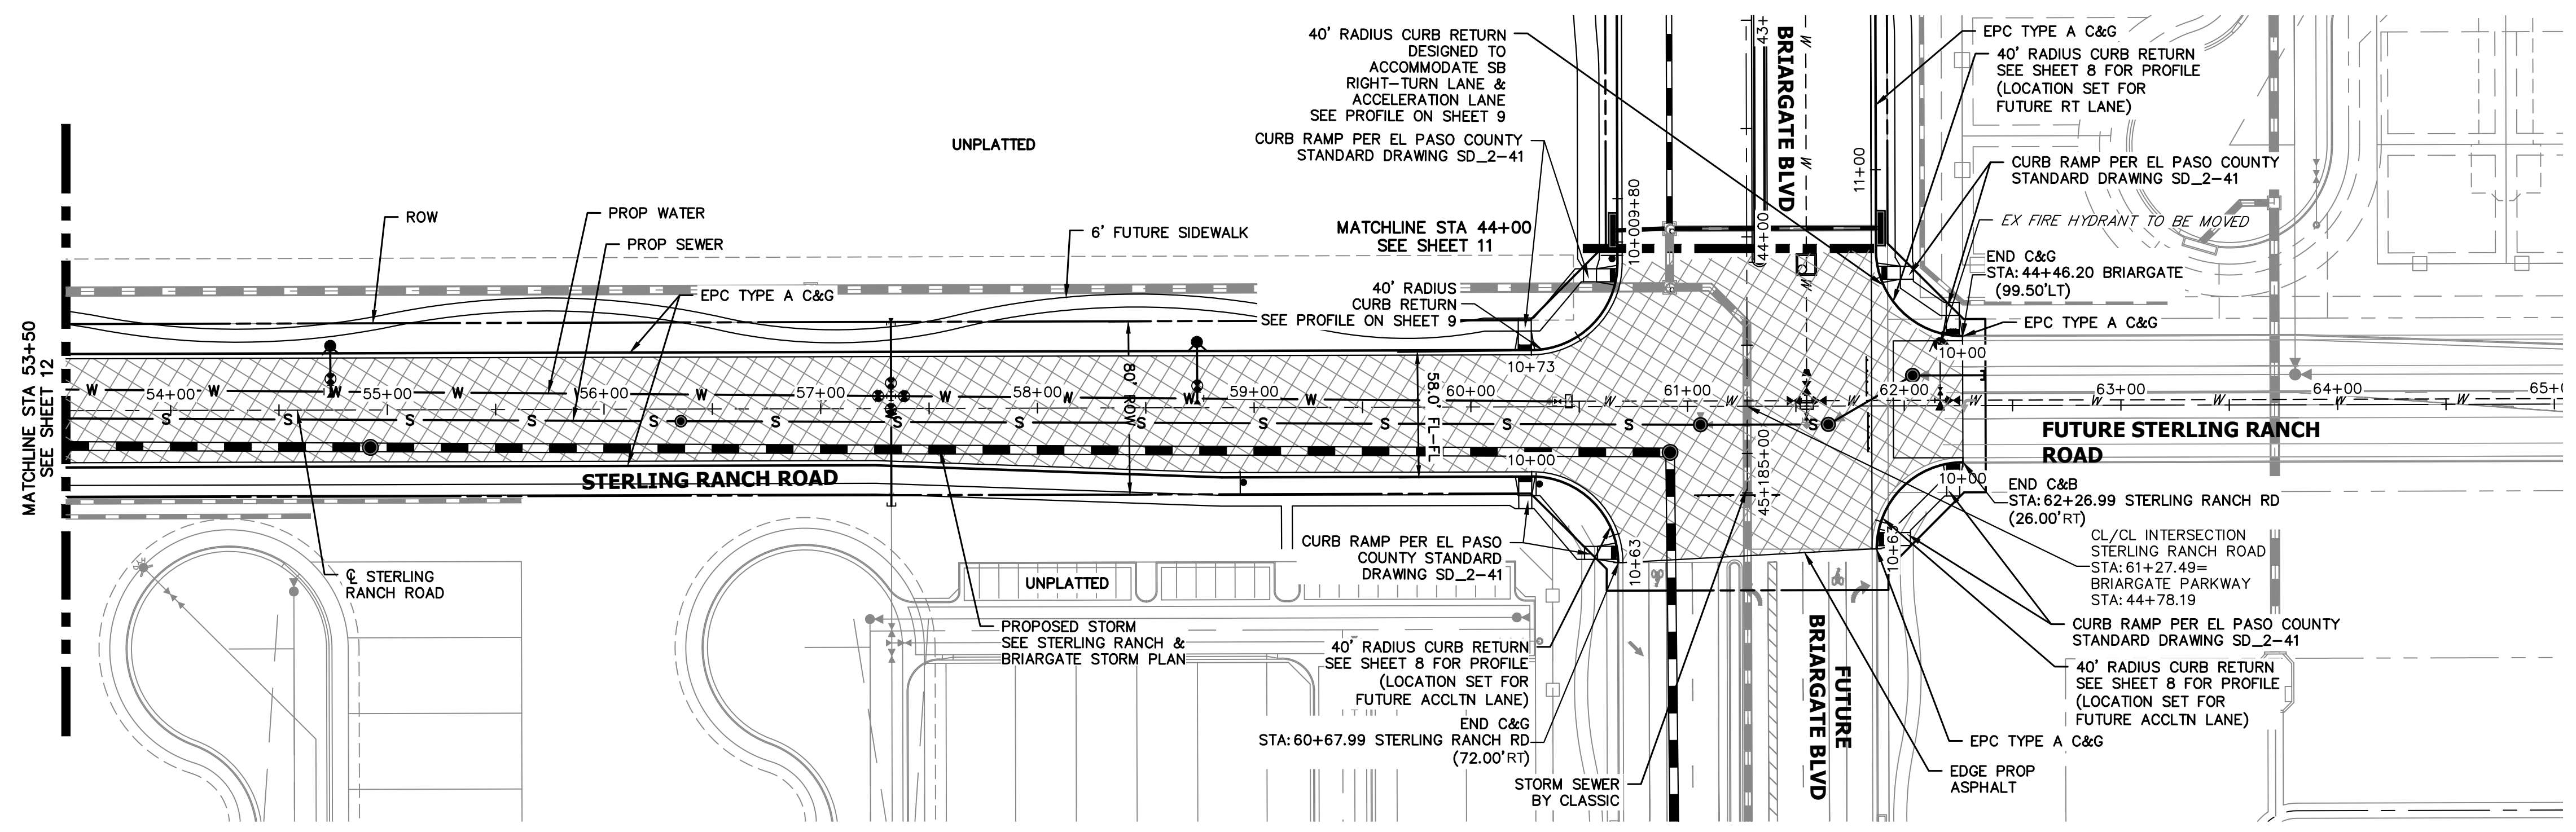 MATCHLINE STA 53+50
SEE SHEET 12
ROW
PROP WATER
PROP SEWER
UNPLATTED
6' FUTURE SIDEWALK
EPC TYPE A C&G
40' RADIUS CURB RETURN
DESIGNED TO
ACCOMMODATE SB
RIGHT-TURN LANE &
ACCELERATION LANE
SEE PROFILE ON SHEET 9
CURB RAMP PER EL PASO COUNTY
STANDARD DRAWING SD_2-41
MATCHLINE STA 44+00
SEE SHEET 11
40' RADIUS
CURB RETURN
SEE PROFILE ON SHEET 9
BRIARGATE BLVD
43+
44+00
10+009+80
11+00
W
W
W
EPC TYPE A C&G
40' RADIUS CURB RETURN
SEE SHEET 8 FOR PROFILE
(LOCATION SET FOR
FUTURE RT LANE)
CURB RAMP PER EL PASO COUNTY
STANDARD DRAWING SD_2-41
EX FIRE HYDRANT TO BE MOVED
END C&G
STA: 44+46.20 BRIARGATE
(99.50'LT)
EPC TYPE A C&G
10+00
10+73
W W W W W W W W W W W W W W W W
54+00 55+00 56+00 57+00 58+00 59+00 60+00 61+00 62+00 63+00 64+00 65+0
S S S S S S S S S S S S S S
80' ROW
58.0' FL-FL
10+00
STERLING RANCH ROAD
FUTURE STERLING RANCH
ROAD
45+185+00
10+00
END C&B
STA: 62+26.99 STERLING RANCH RD
(26.00'RT)
CL/CL INTERSECTION
STERLING RANCH ROAD
STA: 61+27.49=
BRIARGATE PARKWAY
STA: 44+78.19
CURB RAMP PER EL PASO COUNTY
STANDARD DRAWING SD_2-41
40' RADIUS CURB RETURN
SEE SHEET 8 FOR PROFILE
(LOCATION SET FOR
FUTURE ACCLTN LANE)
EPC TYPE A C&G
EDGE PROP
ASPHALT
10+63
10+63
CURB RAMP PER EL PASO
COUNTY STANDARD
DRAWING SD_2-41
UNPLATTED
℄ STERLING
RANCH ROAD
PROPOSED STORM
SEE STERLING RANCH &
BRIARGATE STORM PLAN
40' RADIUS CURB RETURN
SEE SHEET 8 FOR PROFILE
(LOCATION SET FOR
FUTURE ACCLTN LANE)
END C&G
STA: 60+67.99 STERLING RANCH RD
(72.00'RT)
STORM SEWER
BY CLASSIC
FUTURE
BRIARGATE BLVD